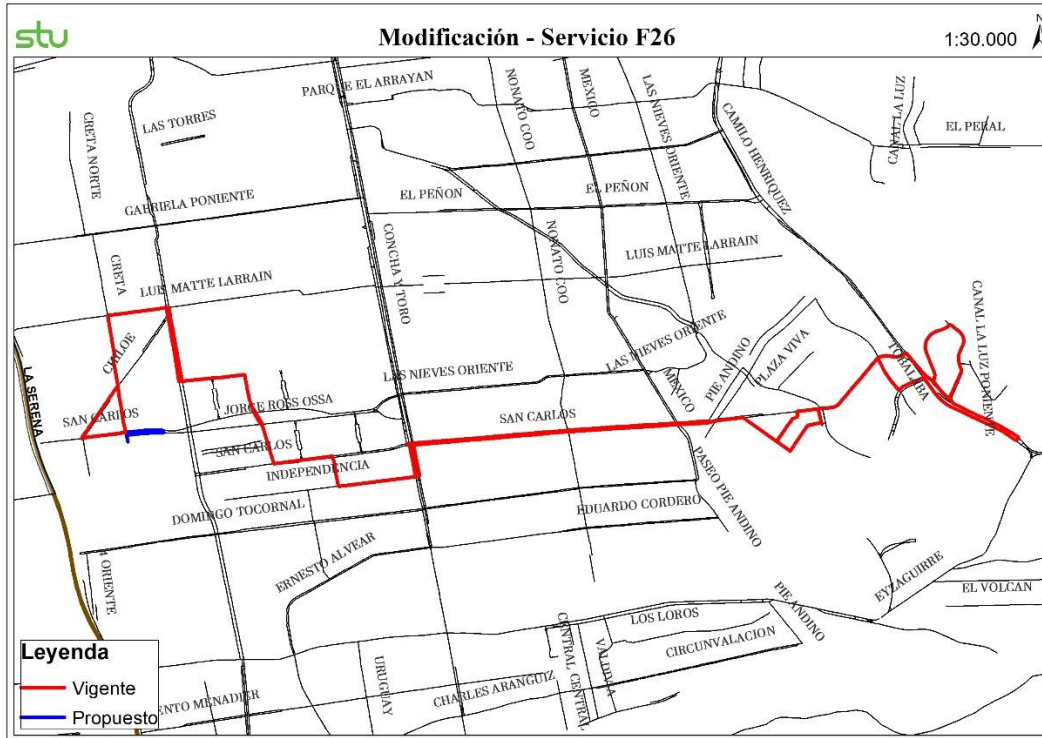 stu
Modificación - Servicio F26
1:30.000
N
PARQUE EL ARRAYAN
NONATO COO
MEXICO
LAS NIEVES ORIENTE
CAMILO HENRIQUEZ
CANAL LA LUZ
EL PERAL
CRETA NORTE
LAS TORRES
GABRIELA PONIENTE
EL PEÑON
EL PEÑON
CRETA
LUIS MATTE LARRAIN
CONCHA Y TORO
NONATO COO
LUIS MATTE LARRAIN
CANAL LA LUZ PONIENTE
CHILOE
LA SERENA
LAS NIEVES ORIENTE
LAS NIEVES ORIENTE
MEXICO
PIE ANDINO
PLAZA VIVA
TOBALABA
SAN CARLOS
JORGE ROSS OSSA
SAN CARLOS
SAN CARLOS
INDEPENDENCIA
DOMINGO TOCORNAL
EDUARDO CORDERO
PASEO PIE ANDINO
ORIENTE
ERNESTO ALVEAR
EYZAGUIRRE
EL VOLCAN
PIE ANDINO
LOS LOROS
CIRCUNVALACION
CENTRAL
CENTRAL
URUGUAY
CHARLES ARANGUIZ
ENTO MENADIER
Leyenda
Vigente
Propuesto